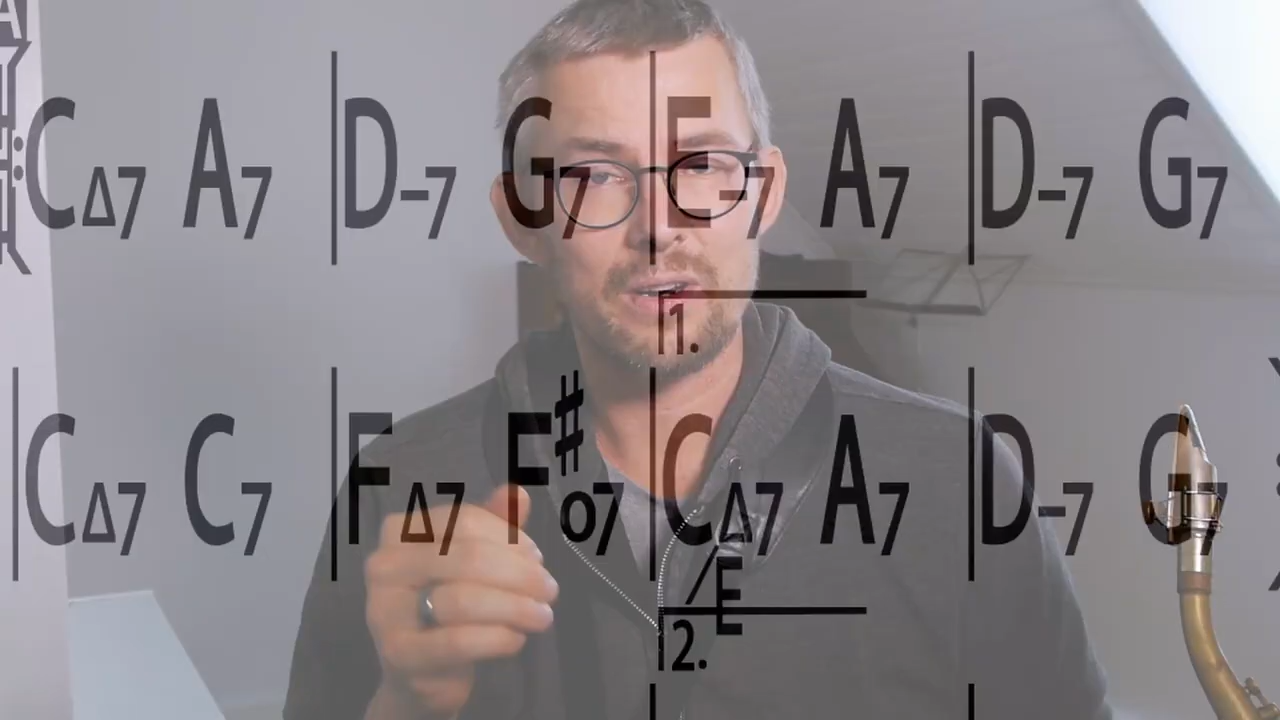 A
CΔ7 A7 D-7 G7 E-7 A7 D-7 G7
1.
CΔ7 C7 FΔ7 F♯o7 CΔ7/E A7 D-7 G7
2.